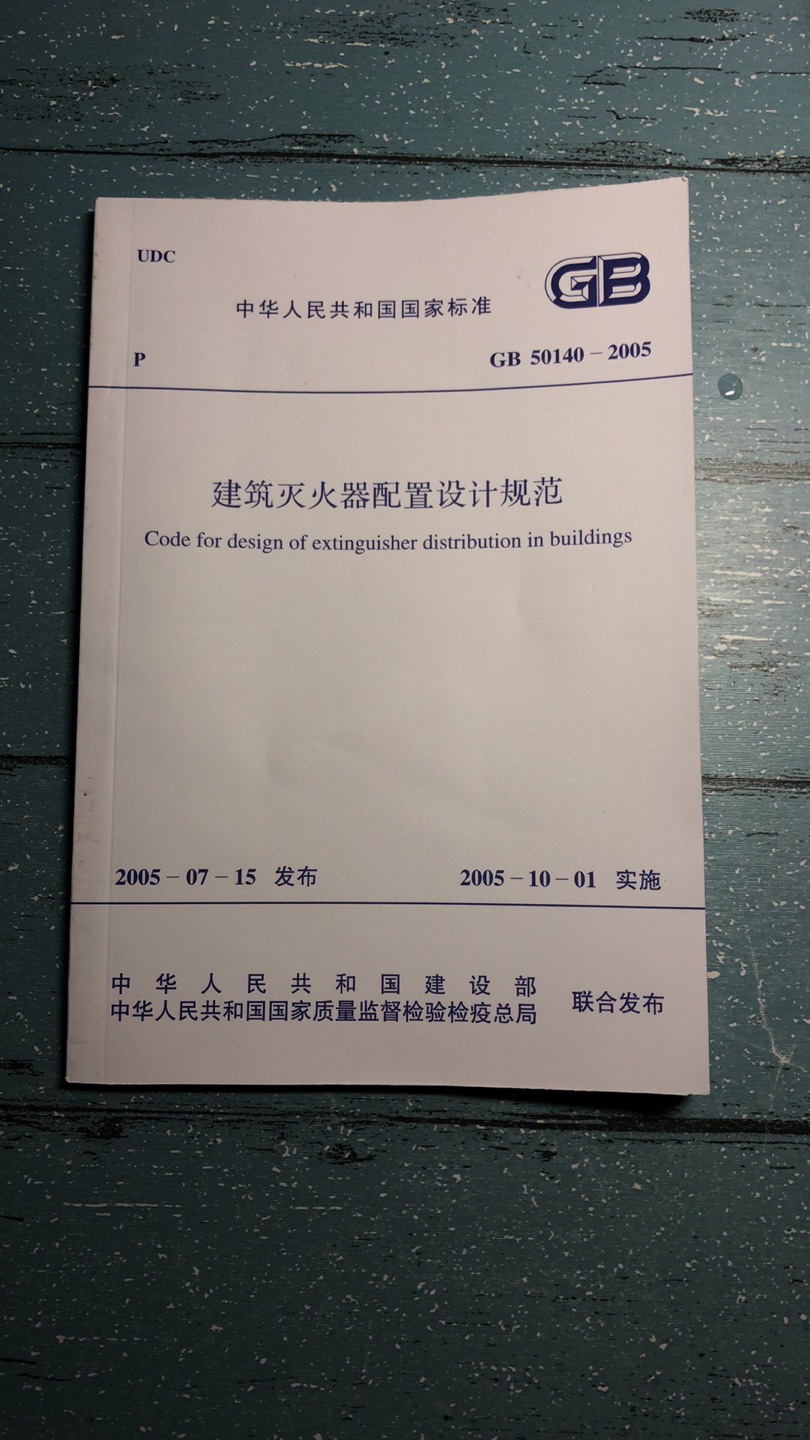 UDC
GB
中华人民共和国国家标准
P
GB 50140－2005
建筑灭火器配置设计规范
Code for design of extinguisher distribution in buildings
2005－07－15 发布
2005－10－01 实施
中华人民共和国建设部
中华人民共和国国家质量监督检验检疫总局
联合发布